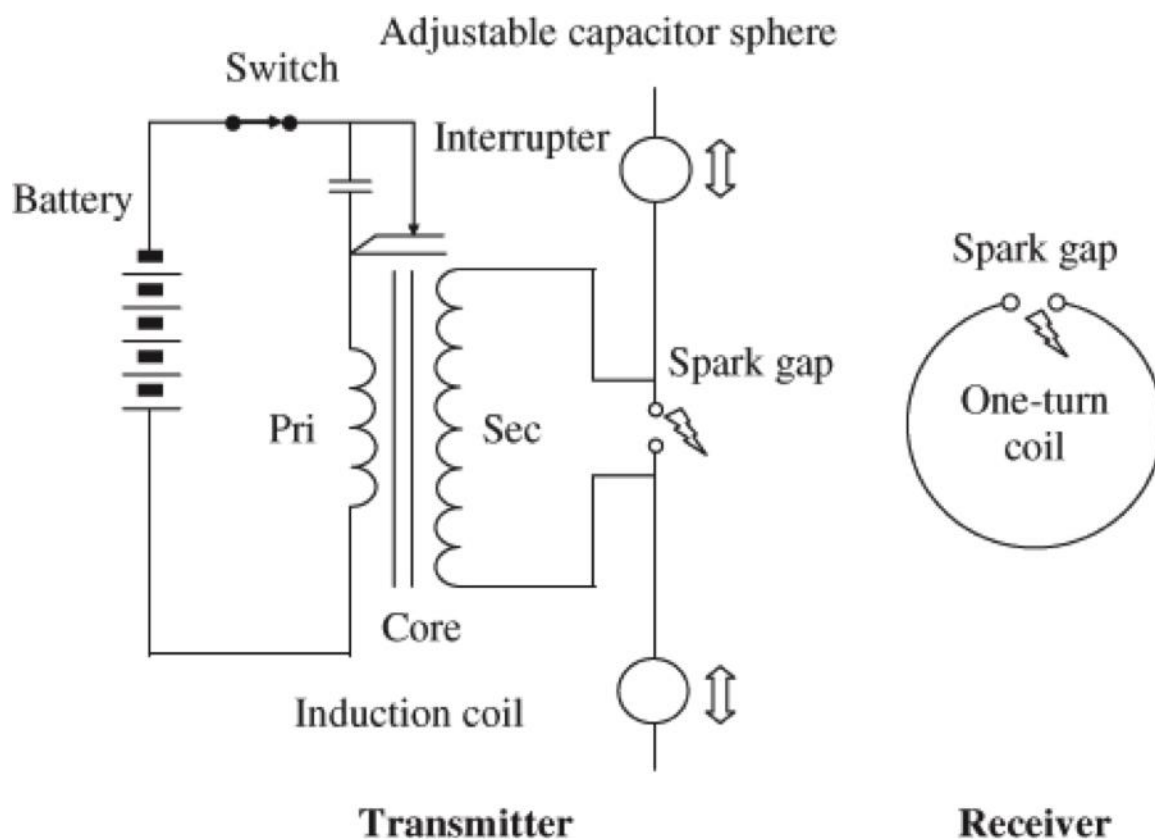 Adjustable capacitor sphere
Switch
Interrupter
Battery
Spark gap
Spark gap
Pri
Sec
One-turn
coil
Core
Induction coil
Transmitter
Receiver